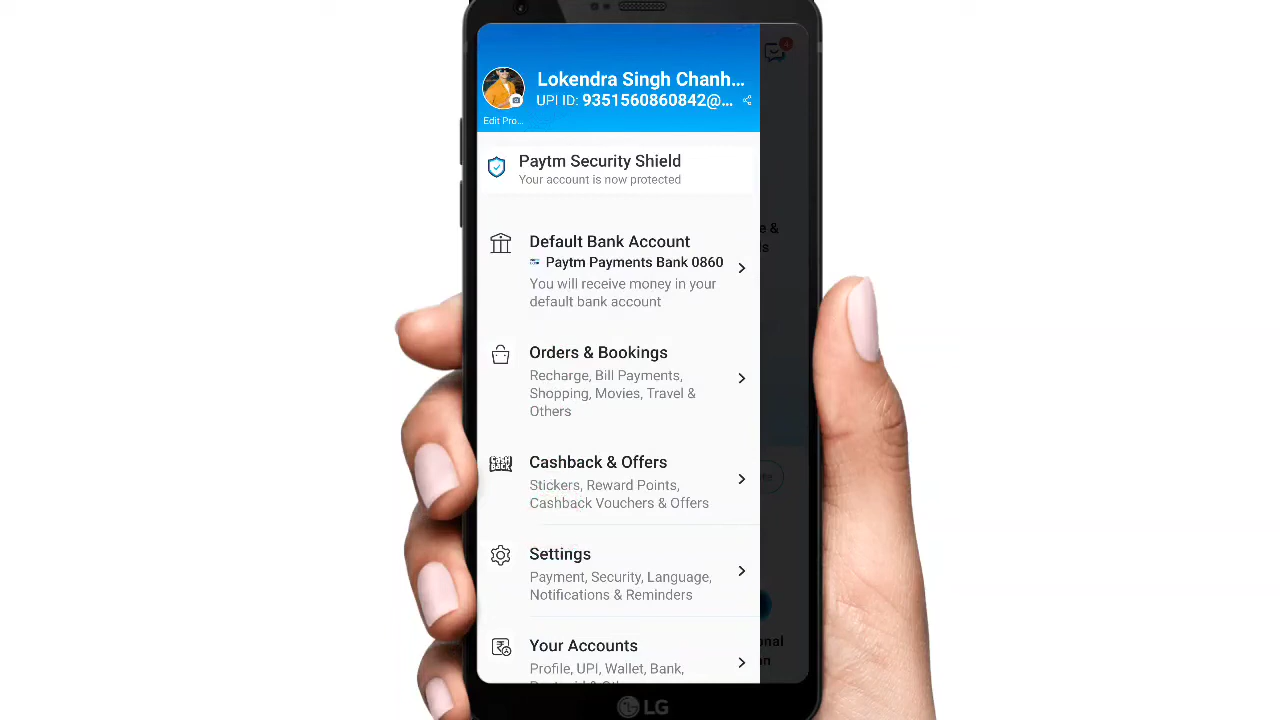 Lokendra Singh Chanh...
UPI ID: 9351560860842@...
Edit Pro...
Paytm Security Shield
Your account is now protected
Default Bank Account
Paytm Payments Bank 0860
You will receive money in your
default bank account
Orders & Bookings
Recharge, Bill Payments,
Shopping, Movies, Travel &
Others
CASH BACK
Cashback & Offers
Stickers, Reward Points,
Cashback Vouchers & Offers
Settings
Payment, Security, Language,
Notifications & Reminders
Your Accounts
Profile, UPI, Wallet, Bank,
LG